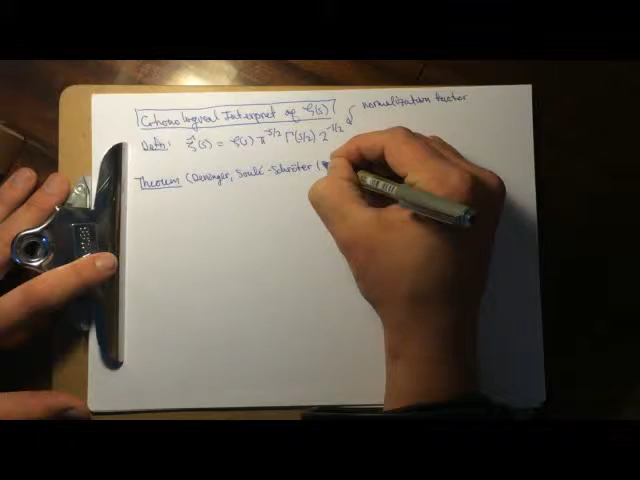 Cohomological Interpret of ζ(s)
normalization factor
Defn: ξ̂(s) = ζ(s) π^{-s/2} Γ(s/2) 2^{-1/2}
Theorem (Deninger, Soulé-Schröter (